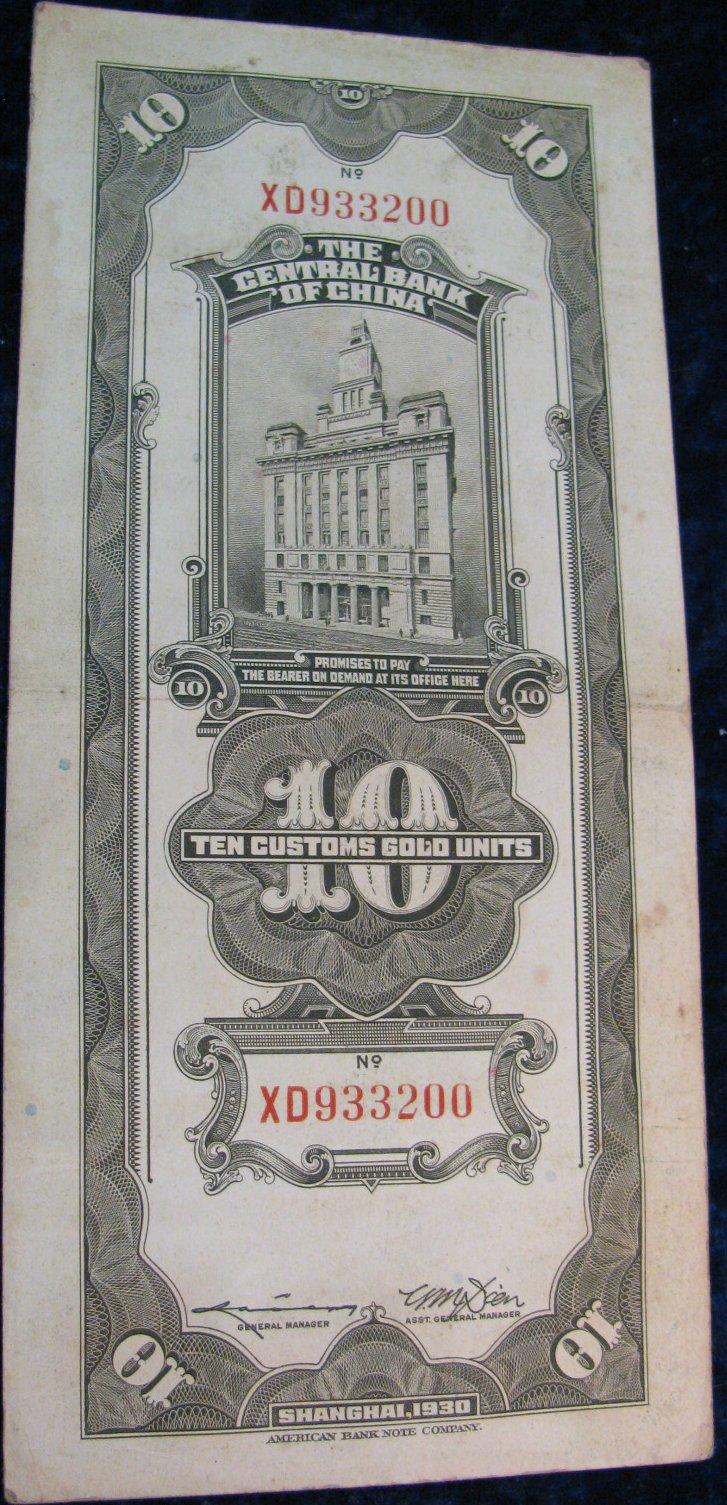 10
10 10
Nº
XD933200
THE
CENTRAL BANK
OF CHINA
PROMISES TO PAY
THE BEARER ON DEMAND AT ITS OFFICE HERE
10 10
10
TEN CUSTOMS GOLD UNITS
Nº
XD933200
GENERAL MANAGER ASST. GENERAL MANAGER
10 10
SHANGHAI, 1930
AMERICAN BANK NOTE COMPANY.